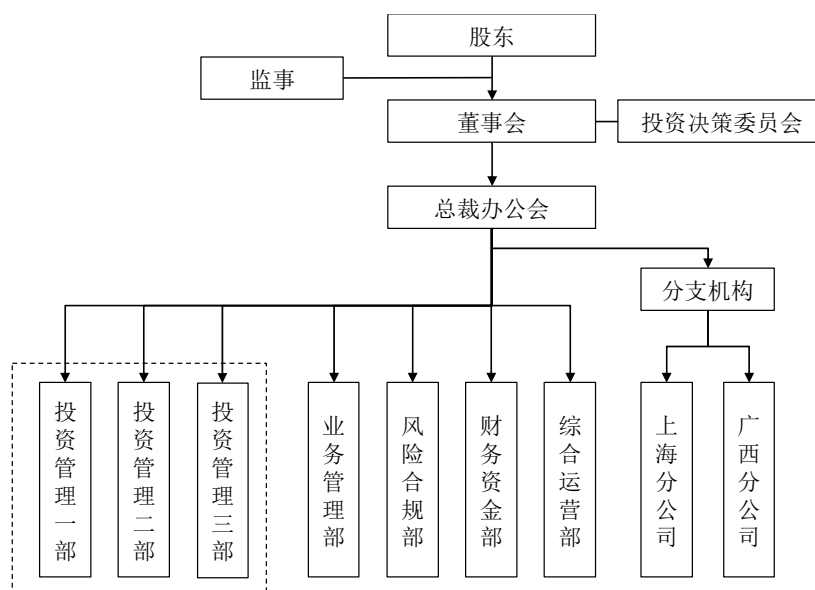 股东
监事
董事会
投资决策委员会
总裁办公会
分支机构
投资管理一部
投资管理二部
投资管理三部
业务管理部
风险合规部
财务资金部
综合运营部
上海分公司
广西分公司